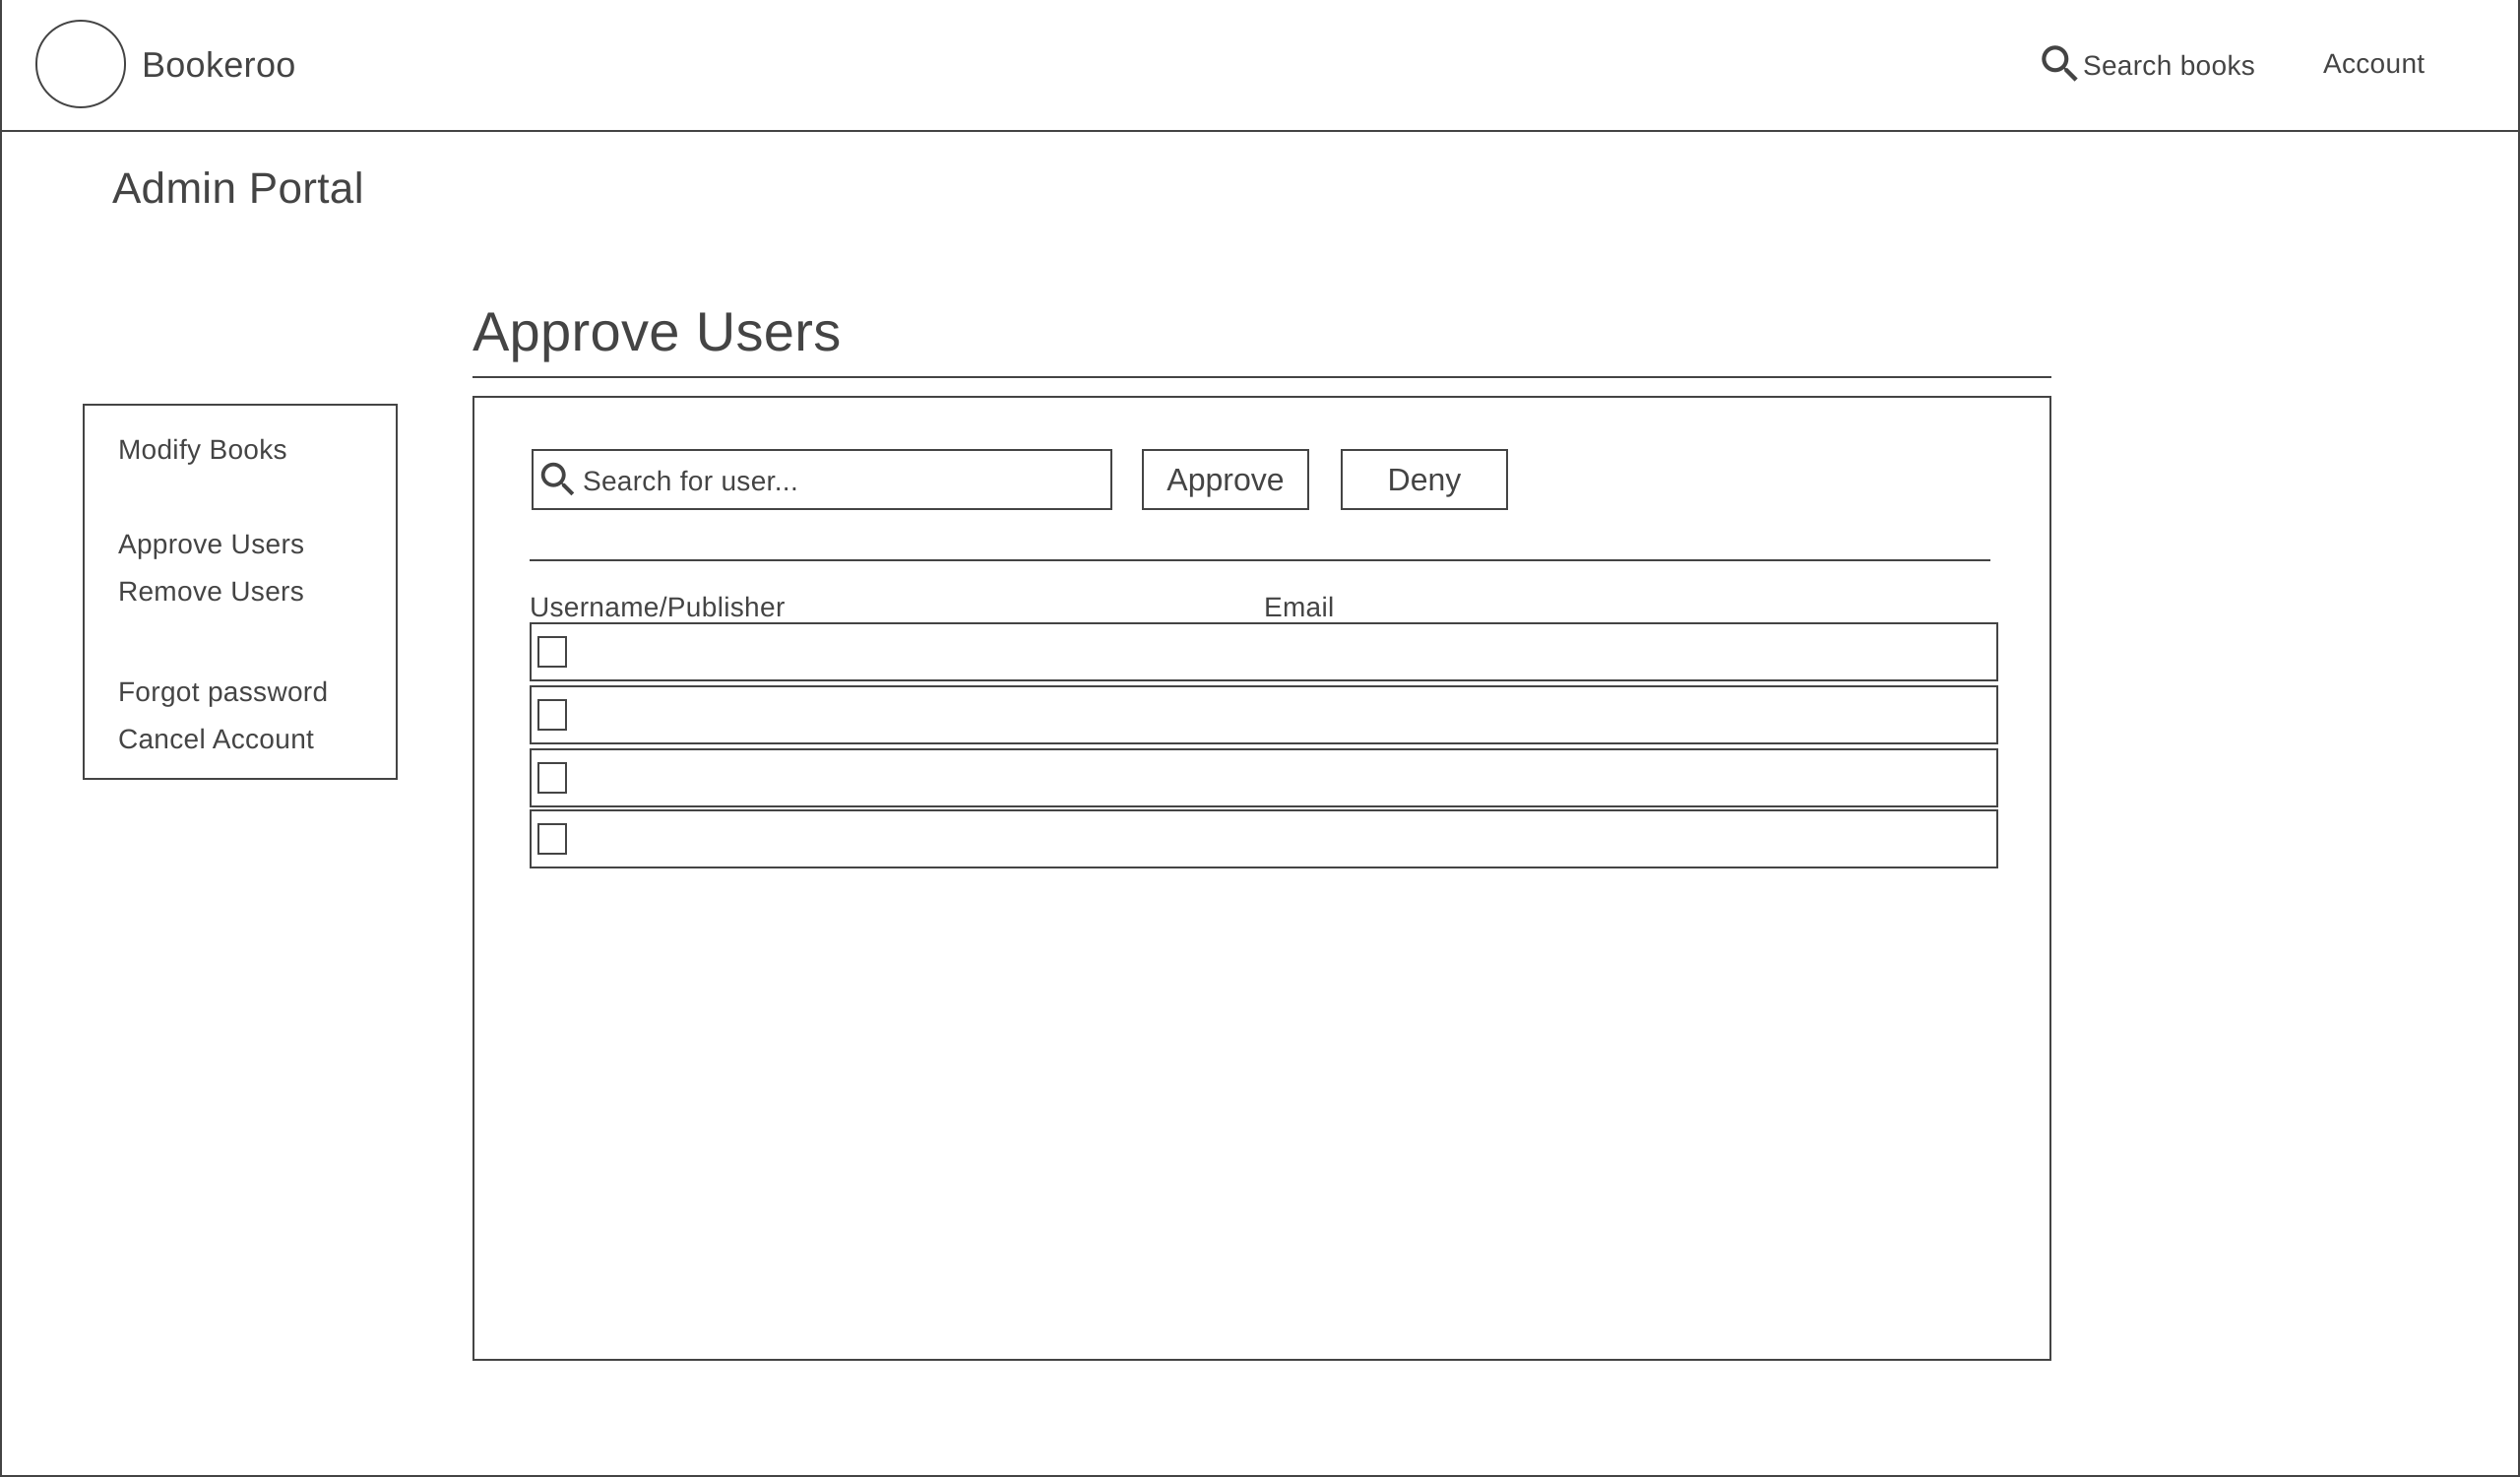 Bookeroo
Search books
Account
Admin Portal
Approve Users
Modify Books
Approve Users
Remove Users
Forgot password
Cancel Account
Search for user...
Approve
Deny
Username/Publisher
Email